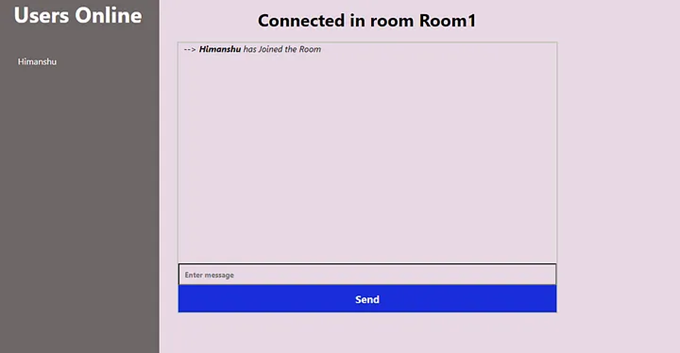 Users Online
Himanshu
Connected in room Room1
--> Himanshu has Joined the Room
Enter message
Send